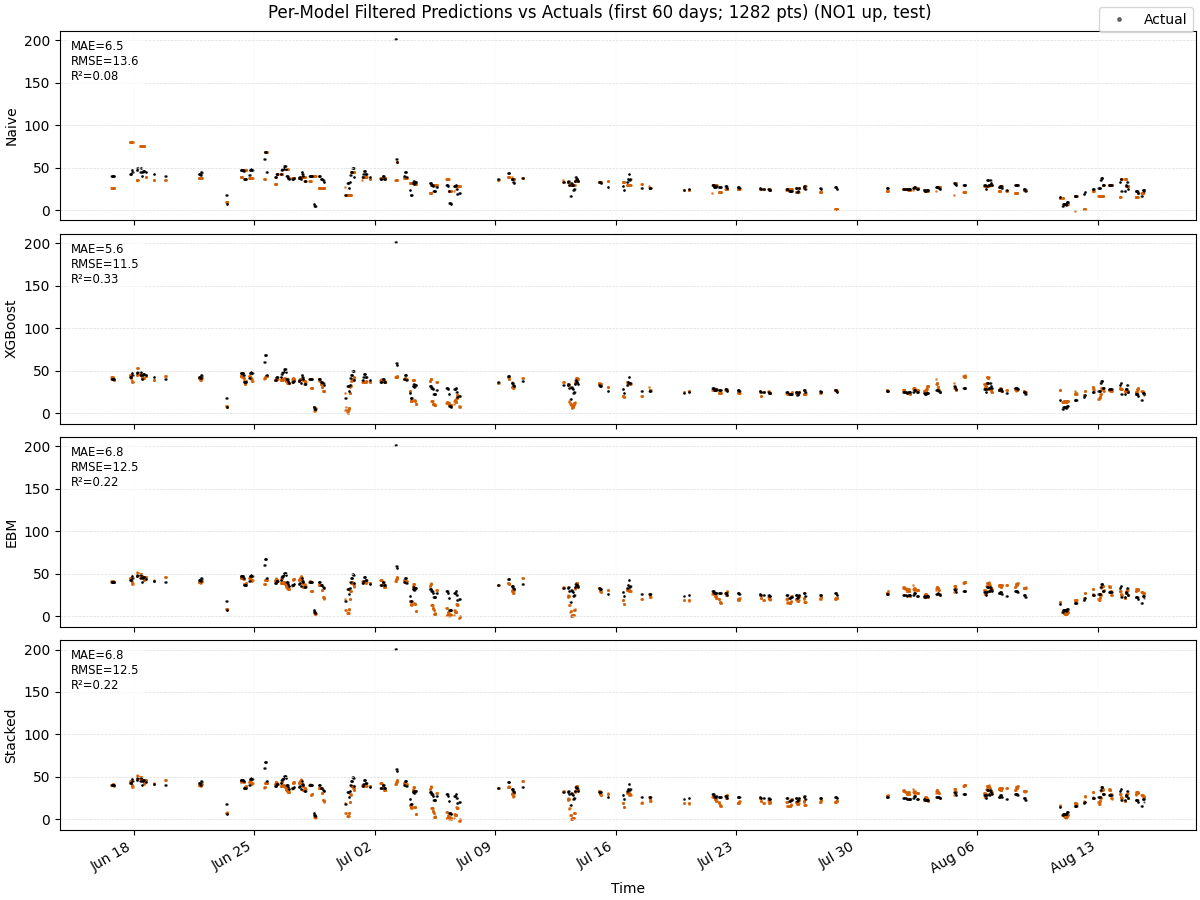 Per-Model Filtered Predictions vs Actuals (first 60 days; 1282 pts) (NO1 up, test)
Actual
MAE=6.5
RMSE=13.6
R²=0.08
200
150
100
50
0
Naive
MAE=5.6
RMSE=11.5
R²=0.33
200
150
100
50
0
XGBoost
MAE=6.8
RMSE=12.5
R²=0.22
200
150
100
50
0
EBM
MAE=6.8
RMSE=12.5
R²=0.22
200
150
100
50
0
Stacked
Jun 18 Jun 25 Jul 02 Jul 09 Jul 16 Jul 23 Jul 30 Aug 06 Aug 13
Time